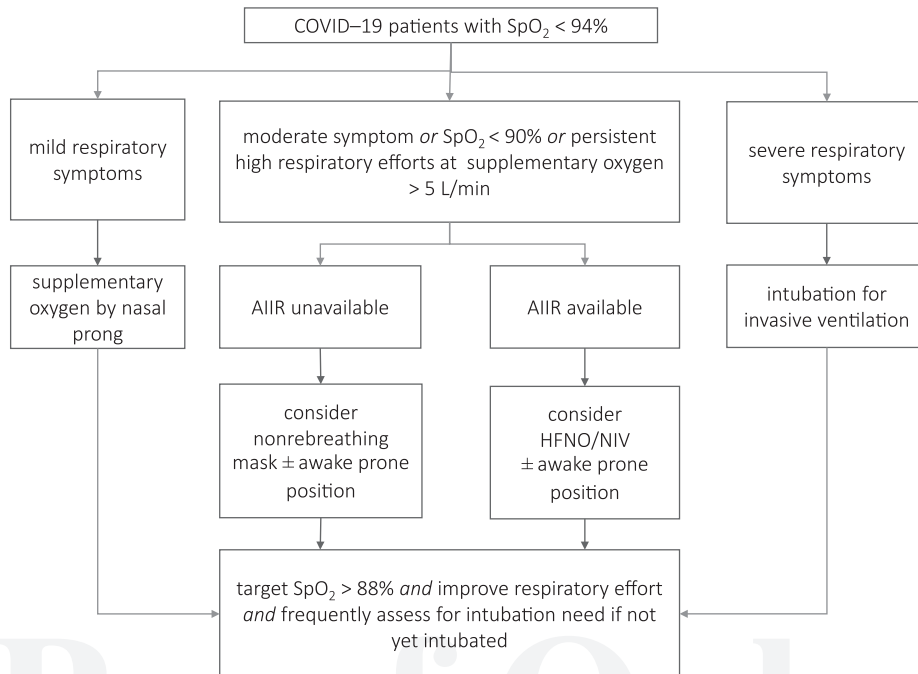 COVID–19 patients with SpO₂ < 94%
mild respiratory
symptoms
moderate symptom or SpO₂ < 90% or persistent
high respiratory efforts at supplementary oxygen
> 5 L/min
severe respiratory
symptoms
supplementary
oxygen by nasal
prong
AIIR unavailable
AIIR available
intubation for
invasive ventilation
consider
nonrebreathing
mask ± awake prone
position
consider
HFNO/NIV
± awake prone
position
target SpO₂ > 88% and improve respiratory effort
and frequently assess for intubation need if not
yet intubated